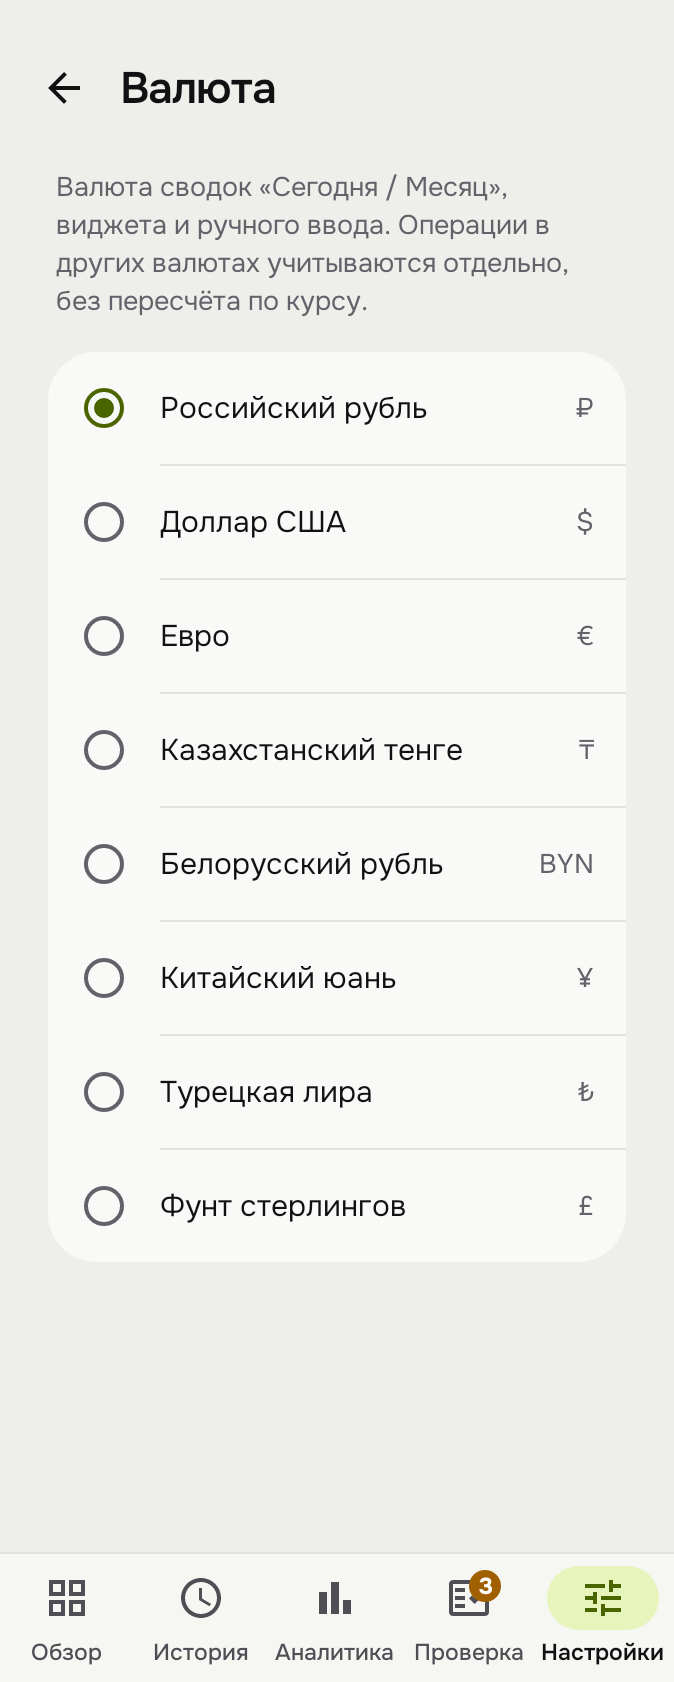 Валюта
Валюта сводок «Сегодня / Месяц»,
виджета и ручного ввода. Операции в
других валютах учитываются отдельно,
без пересчёта по курсу.
Российский рубль ₽
Доллар США $
Евро €
Казахстанский тенге ₸
Белорусский рубль BYN
Китайский юань ¥
Турецкая лира ₺
Фунт стерлингов £
3
Обзор История Аналитика Проверка Настройки